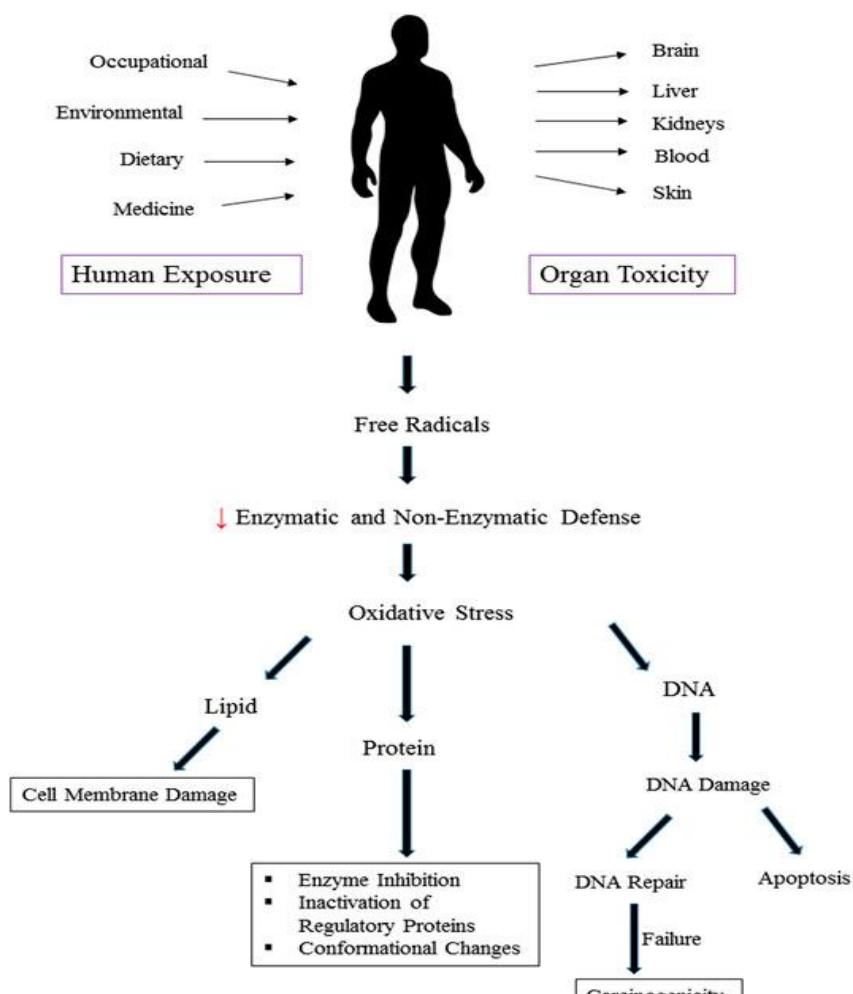 Occupational
Environmental
Dietary
Medicine
Human Exposure
Brain
Liver
Kidneys
Blood
Skin
Organ Toxicity
Free Radicals
↓ Enzymatic and Non-Enzymatic Defense
Oxidative Stress
Lipid
Cell Membrane Damage
Protein
▪ Enzyme Inhibition
▪ Inactivation of
Regulatory Proteins
▪ Conformational Changes
DNA
DNA Damage
DNA Repair
Apoptosis
Failure
Carcinogenicity